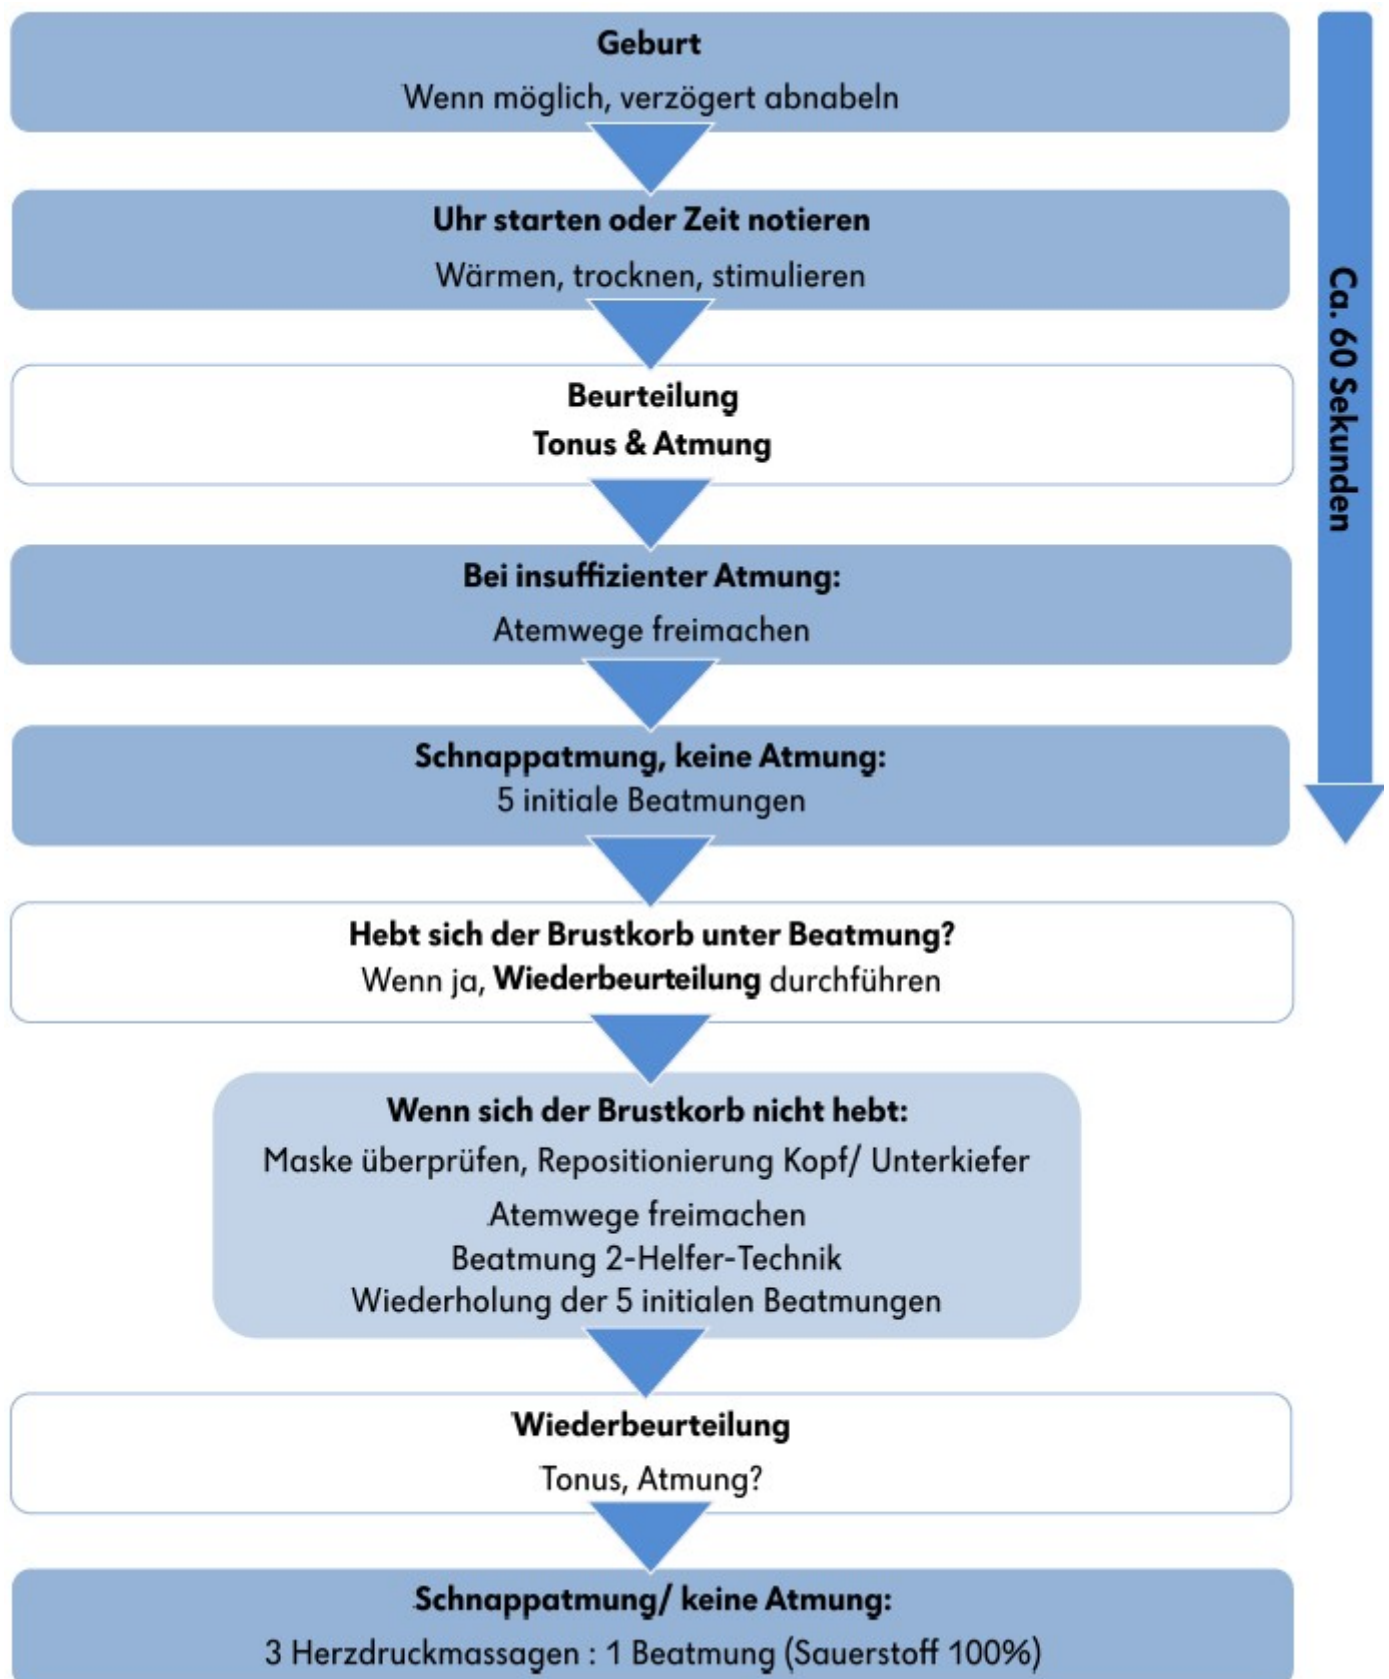 Geburt
Wenn möglich, verzögert abnabeln
Uhr starten oder Zeit notieren
Wärmen, trocknen, stimulieren
Beurteilung
Tonus & Atmung
Bei insuffizienter Atmung:
Atemwege freimachen
Schnappatmung, keine Atmung:
5 initiale Beatmungen
Ca. 60 Sekunden
Hebt sich der Brustkorb unter Beatmung?
Wenn ja, Wiederbeurteilung durchführen
Wenn sich der Brustkorb nicht hebt:
Maske überprüfen, Repositionierung Kopf/ Unterkiefer
Atemwege freimachen
Beatmung 2-Helfer-Technik
Wiederholung der 5 initialen Beatmungen
Wiederbeurteilung
Tonus, Atmung?
Schnappatmung/ keine Atmung:
3 Herzdruckmassagen : 1 Beatmung (Sauerstoff 100%)